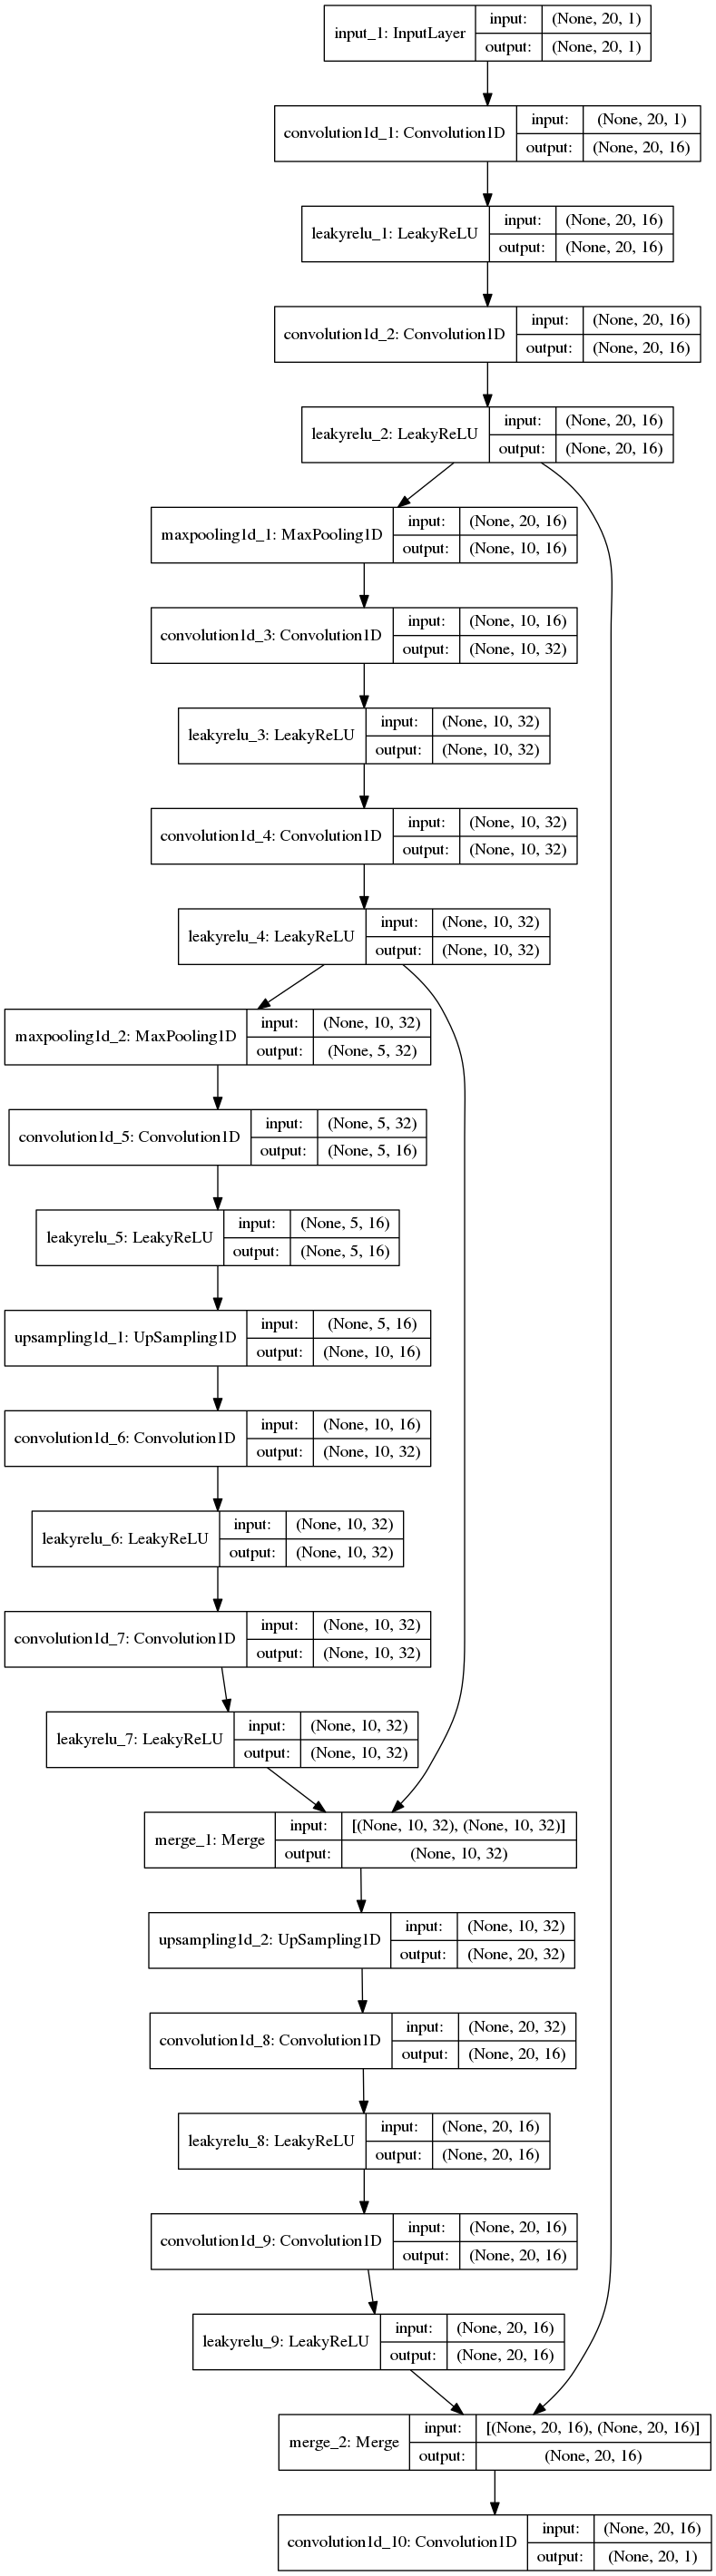 input_1: InputLayer
input: (None, 20, 1)
output: (None, 20, 1)
convolution1d_1: Convolution1D
input: (None, 20, 1)
output: (None, 20, 16)
leakyrelu_1: LeakyReLU
input: (None, 20, 16)
output: (None, 20, 16)
convolution1d_2: Convolution1D
input: (None, 20, 16)
output: (None, 20, 16)
leakyrelu_2: LeakyReLU
input: (None, 20, 16)
output: (None, 20, 16)
maxpooling1d_1: MaxPooling1D
input: (None, 20, 16)
output: (None, 10, 16)
convolution1d_3: Convolution1D
input: (None, 10, 16)
output: (None, 10, 32)
leakyrelu_3: LeakyReLU
input: (None, 10, 32)
output: (None, 10, 32)
convolution1d_4: Convolution1D
input: (None, 10, 32)
output: (None, 10, 32)
leakyrelu_4: LeakyReLU
input: (None, 10, 32)
output: (None, 10, 32)
maxpooling1d_2: MaxPooling1D
input: (None, 10, 32)
output: (None, 5, 32)
convolution1d_5: Convolution1D
input: (None, 5, 32)
output: (None, 5, 16)
leakyrelu_5: LeakyReLU
input: (None, 5, 16)
output: (None, 5, 16)
upsampling1d_1: UpSampling1D
input: (None, 5, 16)
output: (None, 10, 16)
convolution1d_6: Convolution1D
input: (None, 10, 16)
output: (None, 10, 32)
leakyrelu_6: LeakyReLU
input: (None, 10, 32)
output: (None, 10, 32)
convolution1d_7: Convolution1D
input: (None, 10, 32)
output: (None, 10, 32)
leakyrelu_7: LeakyReLU
input: (None, 10, 32)
output: (None, 10, 32)
merge_1: Merge
input: [(None, 10, 32), (None, 10, 32)]
output: (None, 10, 32)
upsampling1d_2: UpSampling1D
input: (None, 10, 32)
output: (None, 20, 32)
convolution1d_8: Convolution1D
input: (None, 20, 32)
output: (None, 20, 16)
leakyrelu_8: LeakyReLU
input: (None, 20, 16)
output: (None, 20, 16)
convolution1d_9: Convolution1D
input: (None, 20, 16)
output: (None, 20, 16)
leakyrelu_9: LeakyReLU
input: (None, 20, 16)
output: (None, 20, 16)
merge_2: Merge
input: [(None, 20, 16), (None, 20, 16)]
output: (None, 20, 16)
convolution1d_10: Convolution1D
input: (None, 20, 16)
output: (None, 20, 1)